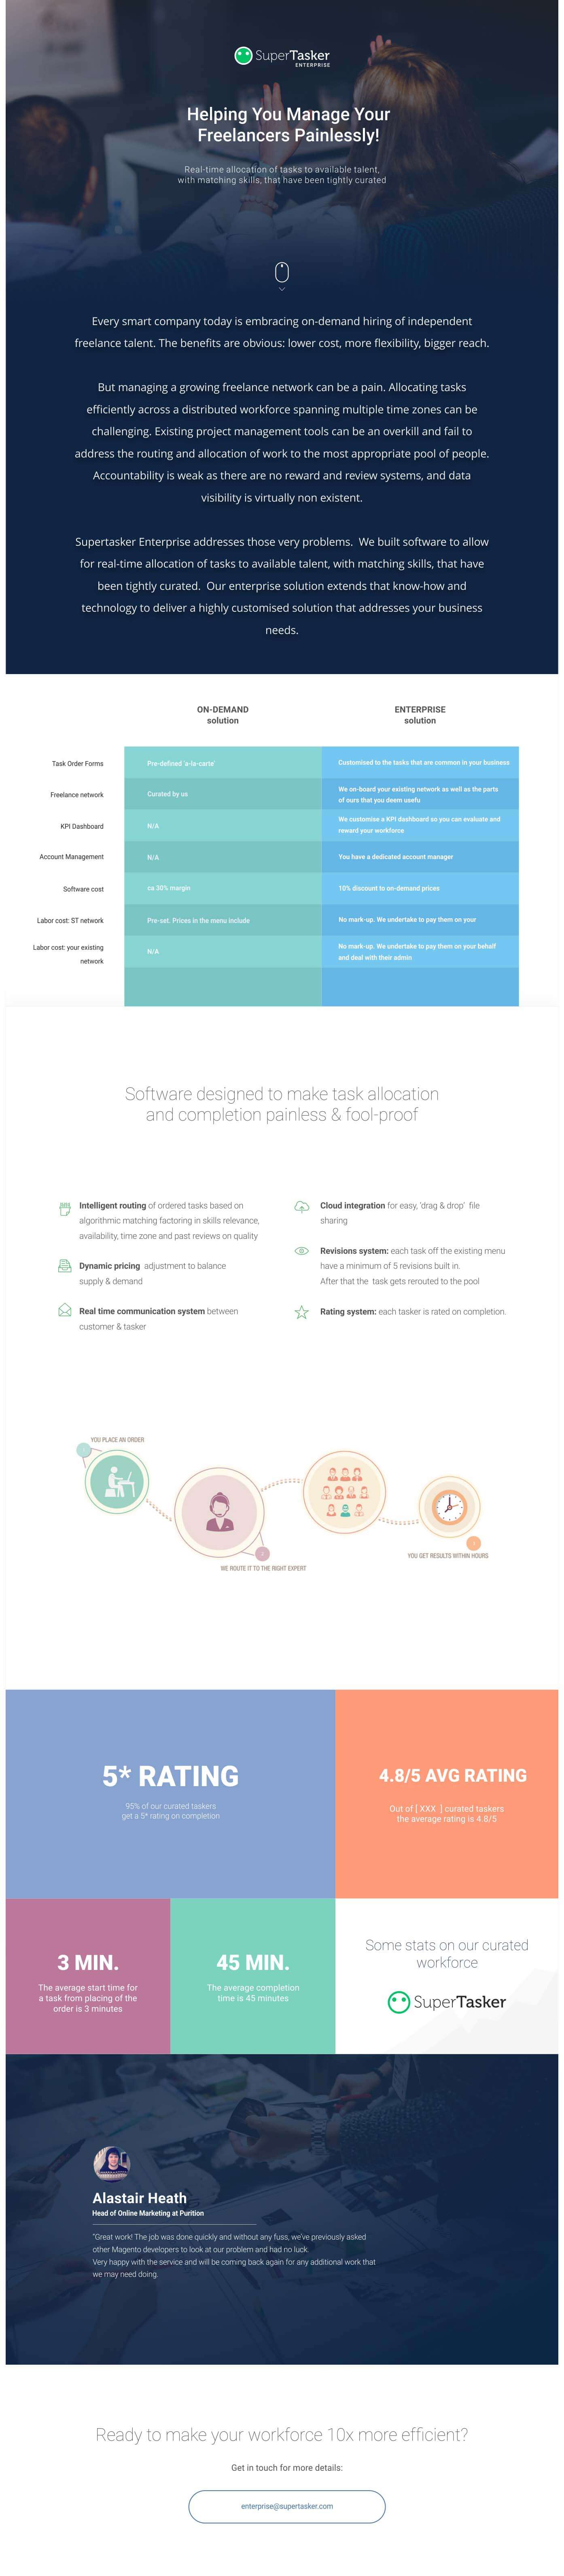 SuperTasker
ENTERPRISE
Helping You Manage Your
Freelancers Painlessly!
Real-time allocation of tasks to available talent,
with matching skills, that have been tightly curated
Every smart company today is embracing on-demand hiring of independent
freelance talent. The benefits are obvious: lower cost, more flexibility, bigger reach.
But managing a growing freelance network can be a pain. Allocating tasks
efficiently across a distributed workforce spanning multiple time zones can be
challenging. Existing project management tools can be an overkill and fail to
address the routing and allocation of work to the most appropriate pool of people.
Accountability is weak as there are no reward and review systems, and data
visibility is virtually non existent.
Supertasker Enterprise addresses those very problems. We built software to allow
for real-time allocation of tasks to available talent, with matching skills, that have
been tightly curated. Our enterprise solution extends that know-how and
technology to deliver a highly customised solution that addresses your business
needs.
ON-DEMAND
solution
ENTERPRISE
solution
Task Order Forms
Pre-defined 'a-la-carte'
Customised to the tasks that are common in your business
Freelance network
Curated by us
We on-board your existing network as well as the parts
of ours that you deem usefu
KPI Dashboard
N/A
We customise a KPI dashboard so you can evaluate and
reward your workforce
Account Management
N/A
You have a dedicated account manager
Software cost
ca 30% margin
10% discount to on-demand prices
Labor cost: ST network
Pre-set. Prices in the menu include
No mark-up. We undertake to pay them on your
Labor cost: your existing
network
N/A
No mark-up. We undertake to pay them on your behalf
and deal with their admin
Software designed to make task allocation
and completion painless & fool-proof
Intelligent routing of ordered tasks based on
algorithmic matching factoring in skills relevance,
availability, time zone and past reviews on quality
Dynamic pricing adjustment to balance
supply & demand
Real time communication system between
customer & tasker
Cloud integration for easy, 'drag & drop' file
sharing
Revisions system: each task off the existing menu
have a minimum of 5 revisions built in.
After that the task gets rerouted to the pool
Rating system: each tasker is rated on completion.
YOU PLACE AN ORDER
WE ROUTE IT TO THE RIGHT EXPERT
YOU GET RESULTS WITHIN HOURS
5* RATING
95% of our curated taskers
get a 5* rating on completion
4.8/5 AVG RATING
Out of [ XXX ] curated taskers
the average rating is 4.8/5
3 MIN.
The average start time for
a task from placing of the
order is 3 minutes
45 MIN.
The average completion
time is 45 minutes
Some stats on our curated
workforce
SuperTasker
Alastair Heath
Head of Online Marketing at Purition
"Great work! The job was done quickly and without any fuss, we've previously asked
other Magento developers to look at our problem and had no luck.
Very happy with the service and will be coming back again for any additional work that
we may need doing.
Ready to make your workforce 10x more efficient?
Get in touch for more details:
enterprise@supertasker.com